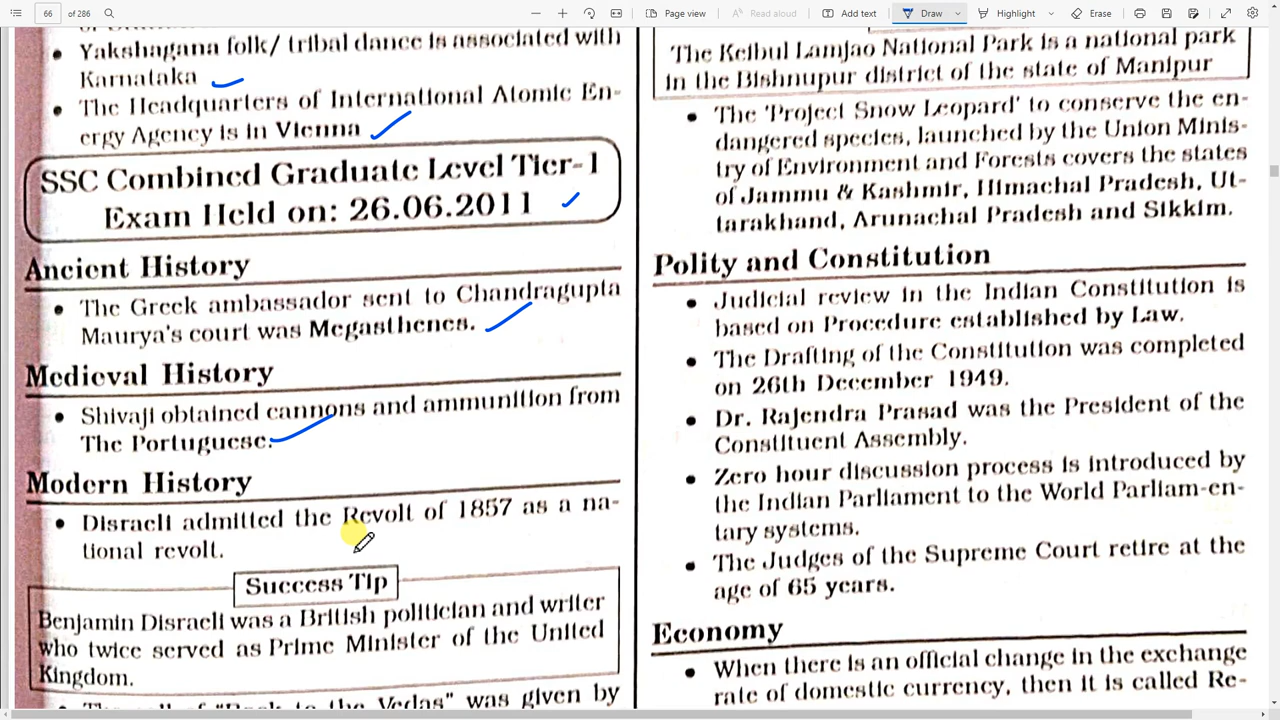 66 of 286
Page view
Read aloud
Add text
Draw
Highlight
Erase
Yakshagana folk/ tribal dance is associated with
Karnataka
The Headquarters of International Atomic En-
ergy Agency is in Vienna
SSC Combined Graduate Level Tier-1
Exam Held on: 26.06.2011
Ancient History
The Greek ambassador sent to Chandragupta
Maurya's court was Megasthenes.
Medieval History
Shivaji obtained cannons and ammunition from
The Portuguese.
Modern History
Disraeli admitted the Revolt of 1857 as a na-
tional revolt.
Success Tip
Benjamin Disraeli was a British politician and writer
who twice served as Prime Minister of the United
Kingdom.
"Back to the Vedas" was given by
The Keibul Lamjao National Park is a national park
in the Bishnupur district of the state of Manipur
The 'Project Snow Leopard' to conserve the en-
dangered species, launched by the Union Minis-
try of Environment and Forests covers the states
of Jammu & Kashmir, Himachal Pradesh, Ut-
tarakhand, Arunachal Pradesh and Sikkim.
Polity and Constitution
Judicial review in the Indian Constitution is
based on Procedure established by Law.
The Drafting of the Constitution was completed
on 26th December 1949.
Dr. Rajendra Prasad was the President of the
Constituent Assembly.
Zero hour discussion process is introduced by
the Indian Parliament to the World Parliam-en-
tary systems.
The Judges of the Supreme Court retire at the
age of 65 years.
Economy
When there is an official change in the exchange
rate of domestic currency, then it is called Re-